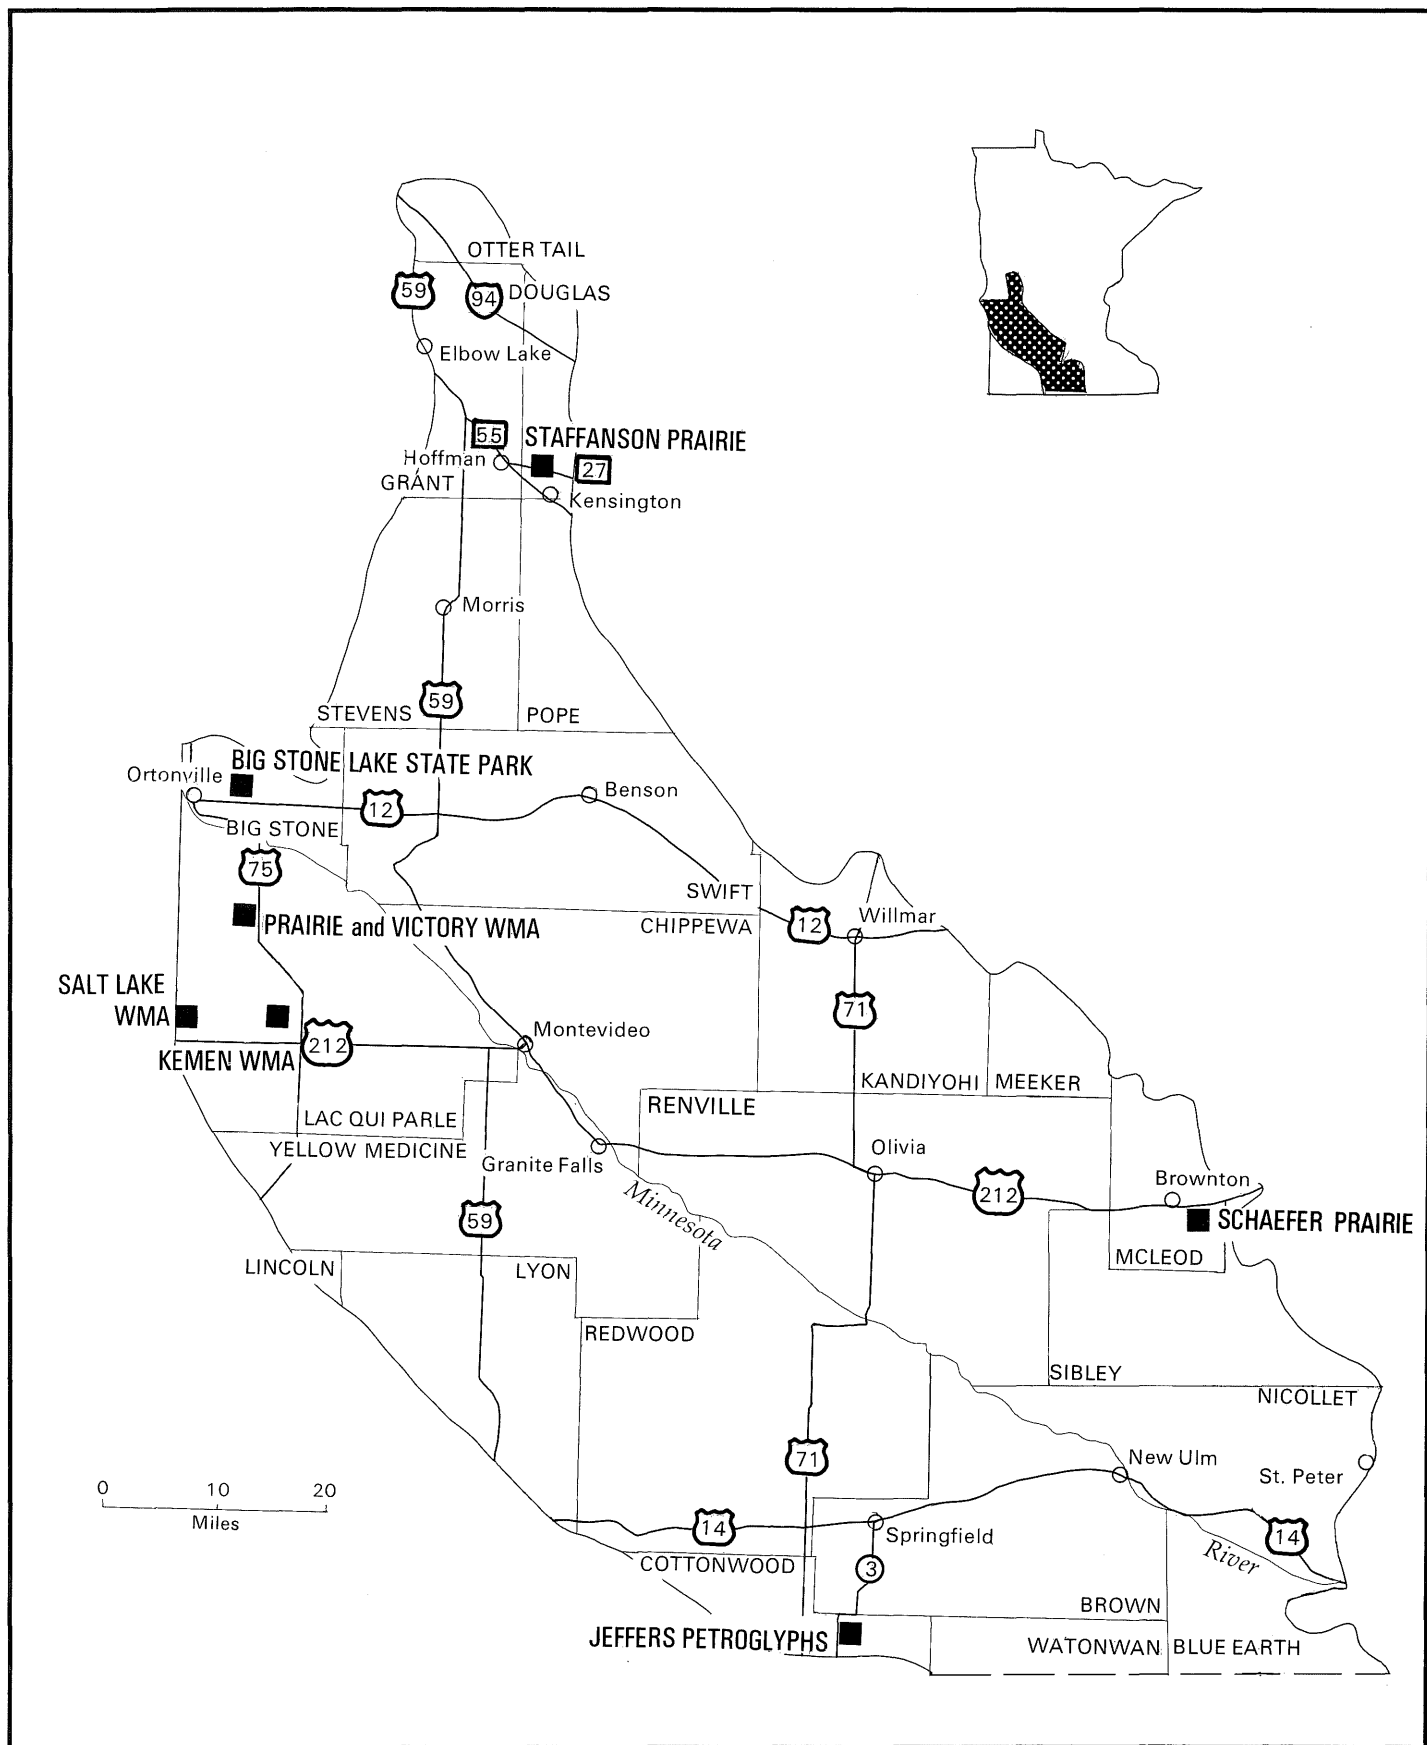 OTTER TAIL
59
94
DOUGLAS
Elbow Lake
55
STAFFANSON PRAIRIE
Hoffman
27
GRANT
Kensington
Morris
59
STEVENS
POPE
BIG STONE LAKE STATE PARK
Ortonville
Benson
12
BIG STONE
75
SWIFT
PRAIRIE and VICTORY WMA
CHIPPEWA
12
Willmar
SALT LAKE
WMA
71
Montevideo
212
KEMEN WMA
KANDIYOHI
MEEKER
RENVILLE
LAC QUI PARLE
YELLOW MEDICINE
Granite Falls
Olivia
Brownton
212
Minnesota
59
SCHAEFER PRAIRIE
MCLEOD
LINCOLN
LYON
REDWOOD
SIBLEY
NICOLLET
71
New Ulm
St. Peter
0 10 20
Miles
14
Springfield
14
River
COTTONWOOD
3
BROWN
JEFFERS PETROGLYPHS
WATONWAN
BLUE EARTH